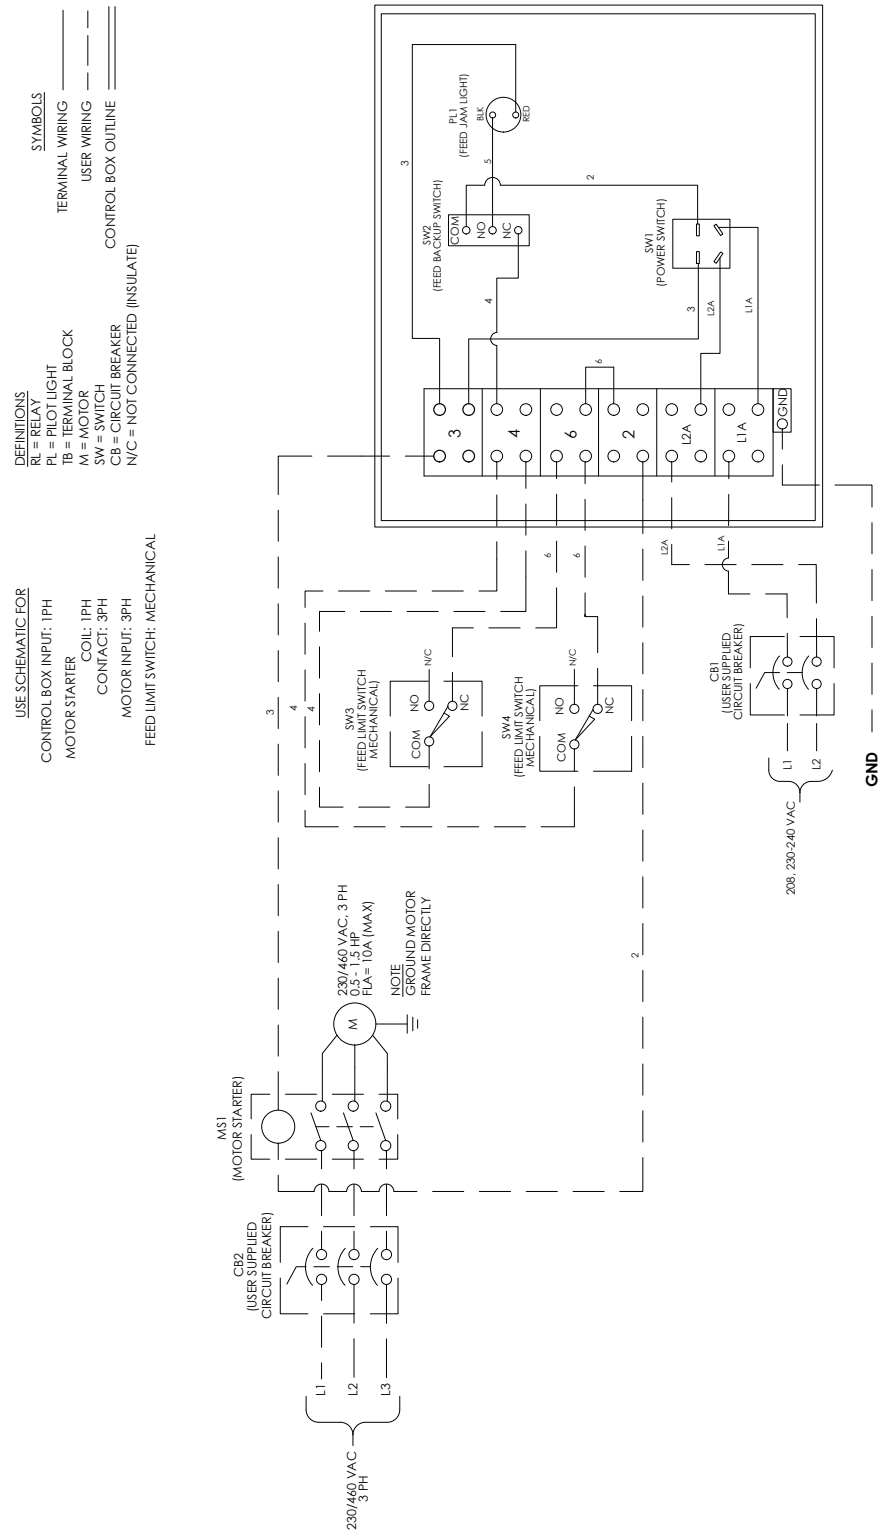 USE SCHEMATIC FOR
CONTROL BOX INPUT: 1PH
MOTOR STARTER
COIL: 1PH
CONTACT: 3PH
MOTOR INPUT: 3PH
FEED LIMIT SWITCH: MECHANICAL
DEFINITIONS
RL = RELAY
PL = PILOT LIGHT
TB = TERMINAL BLOCK
M = MOTOR
SW = SWITCH
CB = CIRCUIT BREAKER
N/C = NOT CONNECTED (INSULATE)
SYMBOLS
TERMINAL WIRING
USER WIRING
CONTROL BOX OUTLINE
230/460 VAC
3 PH
L1
L2
L3
CB2
(USER SUPPLIED
CIRCUIT BREAKER)
MS1
(MOTOR STARTER)
M
230/460 VAC, 3 PH
0.5 - 1.5 HP
FLA= 10A (MAX)
NOTE
GROUND MOTOR
FRAME DIRECTLY
3
4
4
2
SW3
(FEED LIMIT SWITCH
MECHANICAL)
COM
NO
NC
N/C
SW4
(FEED LIMIT SWITCH
MECHANICAL)
COM
NO
NC
N/C
6
6
L2A
L1A
CB1
(USER SUPPLIED
CIRCUIT BREAKER)
208, 230-240 VAC
L1
L2
GND
3
4
6
2
L2A
L1A
GND
3
4
6
3
L2A
L1A
SW2
(FEED BACKUP SWITCH)
COM
NO
NC
5
2
PL1
(FEED JAM LIGHT)
BLK
RED
SW1
(POWER SWITCH)